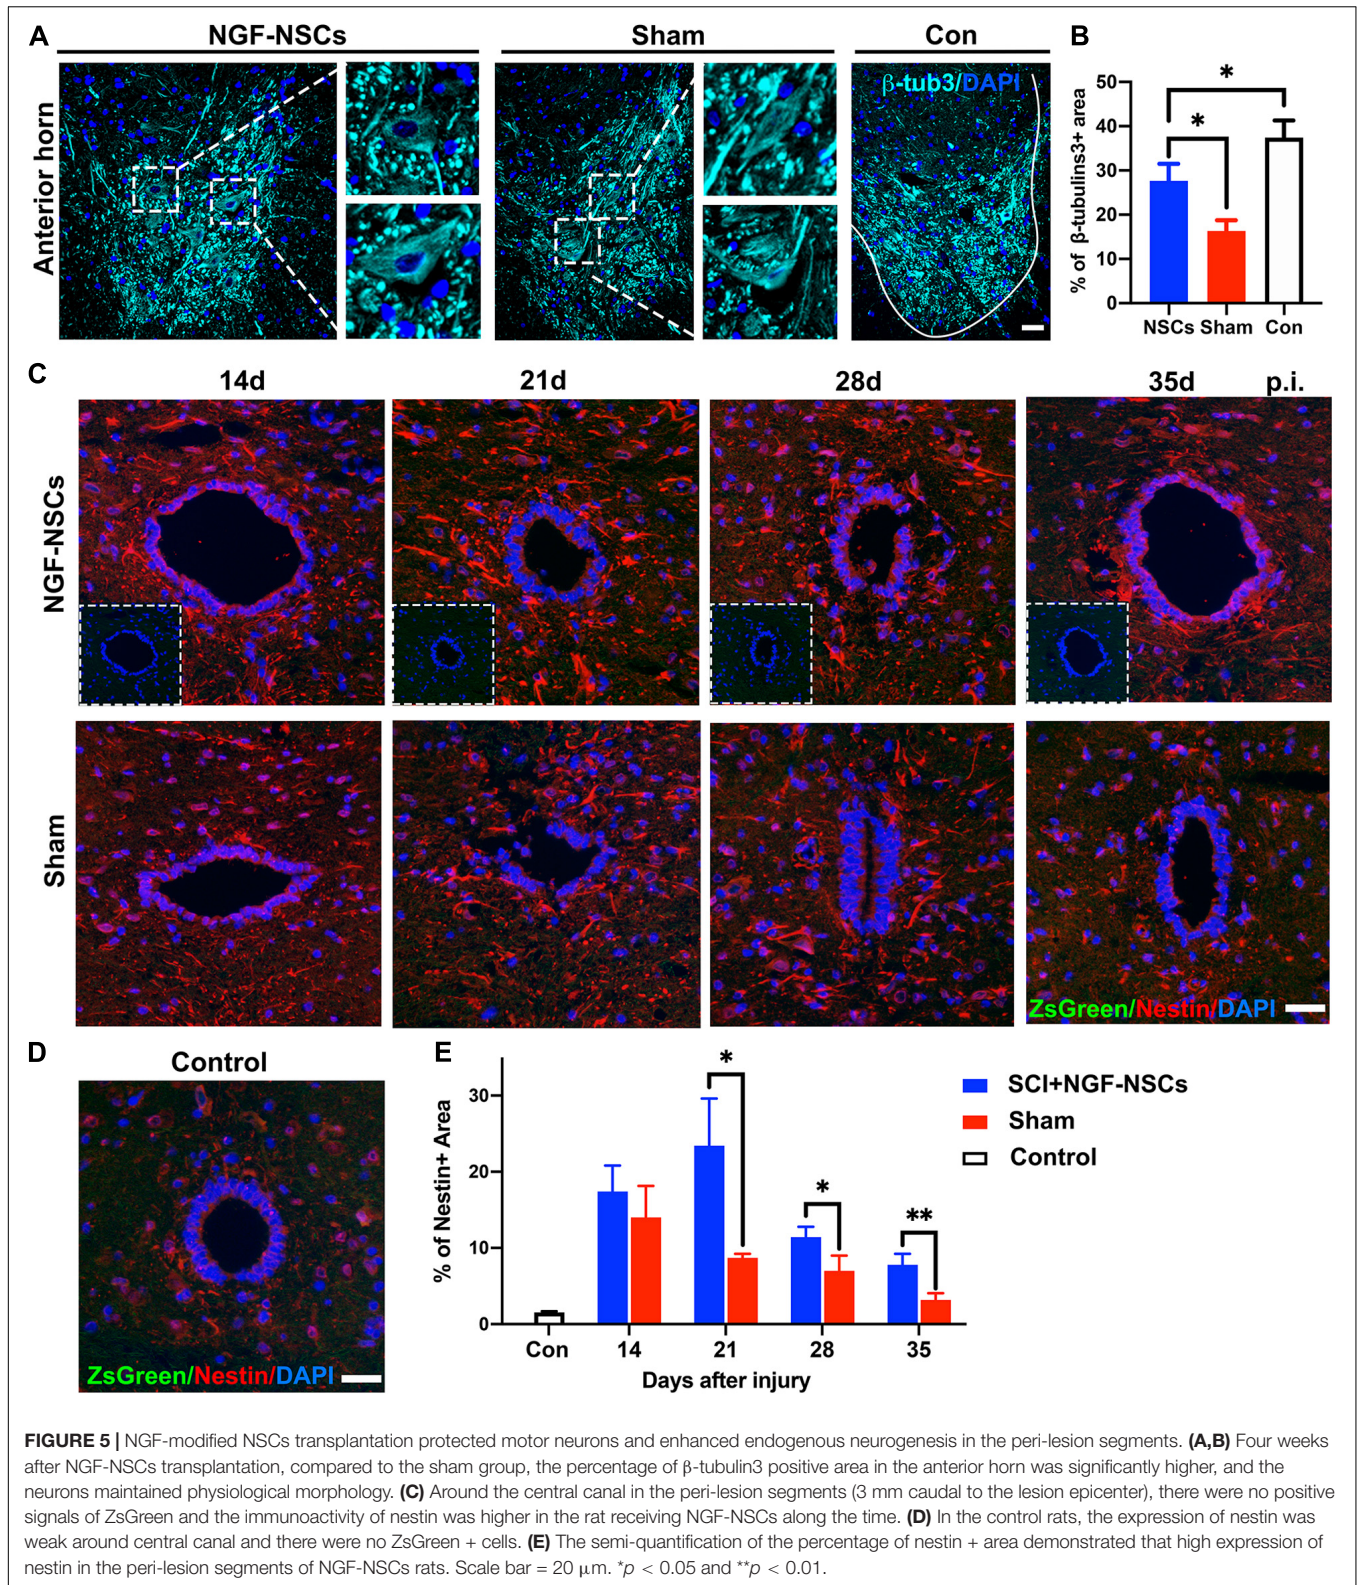 A
NGF-NSCs
Sham
Con
B
Anterior horn
β-tub3/DAPI
% of β-tubulins3+ area
50
40
30
20
10
0
*
*
NSCs Sham Con
C
14d
21d
28d
35d
p.i.
NGF-NSCs
Sham
ZsGreen/Nestin/DAPI
D
Control
ZsGreen/Nestin/DAPI
E
% of Nestin+ Area
30
20
10
0
*
*
**
Con 14 21 28 35
Days after injury
SCI+NGF-NSCs
Sham
Control
FIGURE 5 | NGF-modified NSCs transplantation protected motor neurons and enhanced endogenous neurogenesis in the peri-lesion segments. (A,B) Four weeks
after NGF-NSCs transplantation, compared to the sham group, the percentage of β-tubulin3 positive area in the anterior horn was significantly higher, and the
neurons maintained physiological morphology. (C) Around the central canal in the peri-lesion segments (3 mm caudal to the lesion epicenter), there were no positive
signals of ZsGreen and the immunoactivity of nestin was higher in the rat receiving NGF-NSCs along the time. (D) In the control rats, the expression of nestin was
weak around central canal and there were no ZsGreen + cells. (E) The semi-quantification of the percentage of nestin + area demonstrated that high expression of
nestin in the peri-lesion segments of NGF-NSCs rats. Scale bar = 20 μm. *p < 0.05 and **p < 0.01.